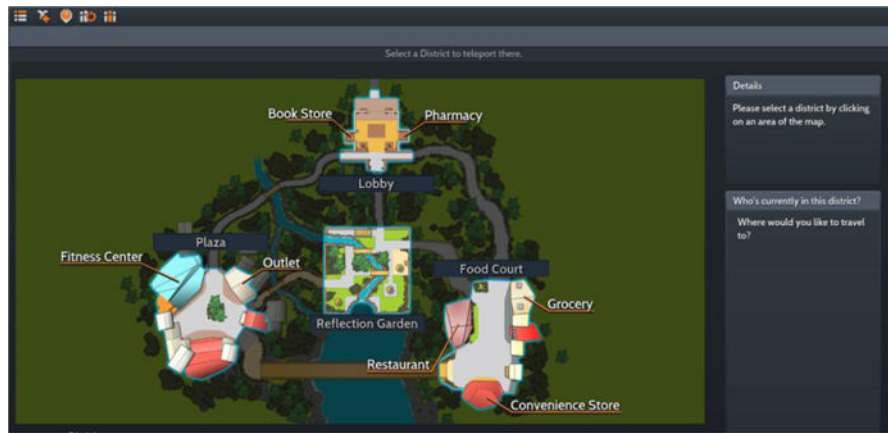 Select a District to teleport there.
Details
Please select a district by clicking
on an area of the map.
Who's currently in this district?
Where would you like to travel
to?
Book Store
Pharmacy
Lobby
Plaza
Fitness Center
Outlet
Food Court
Grocery
Reflection Garden
Restaurant
Convenience Store